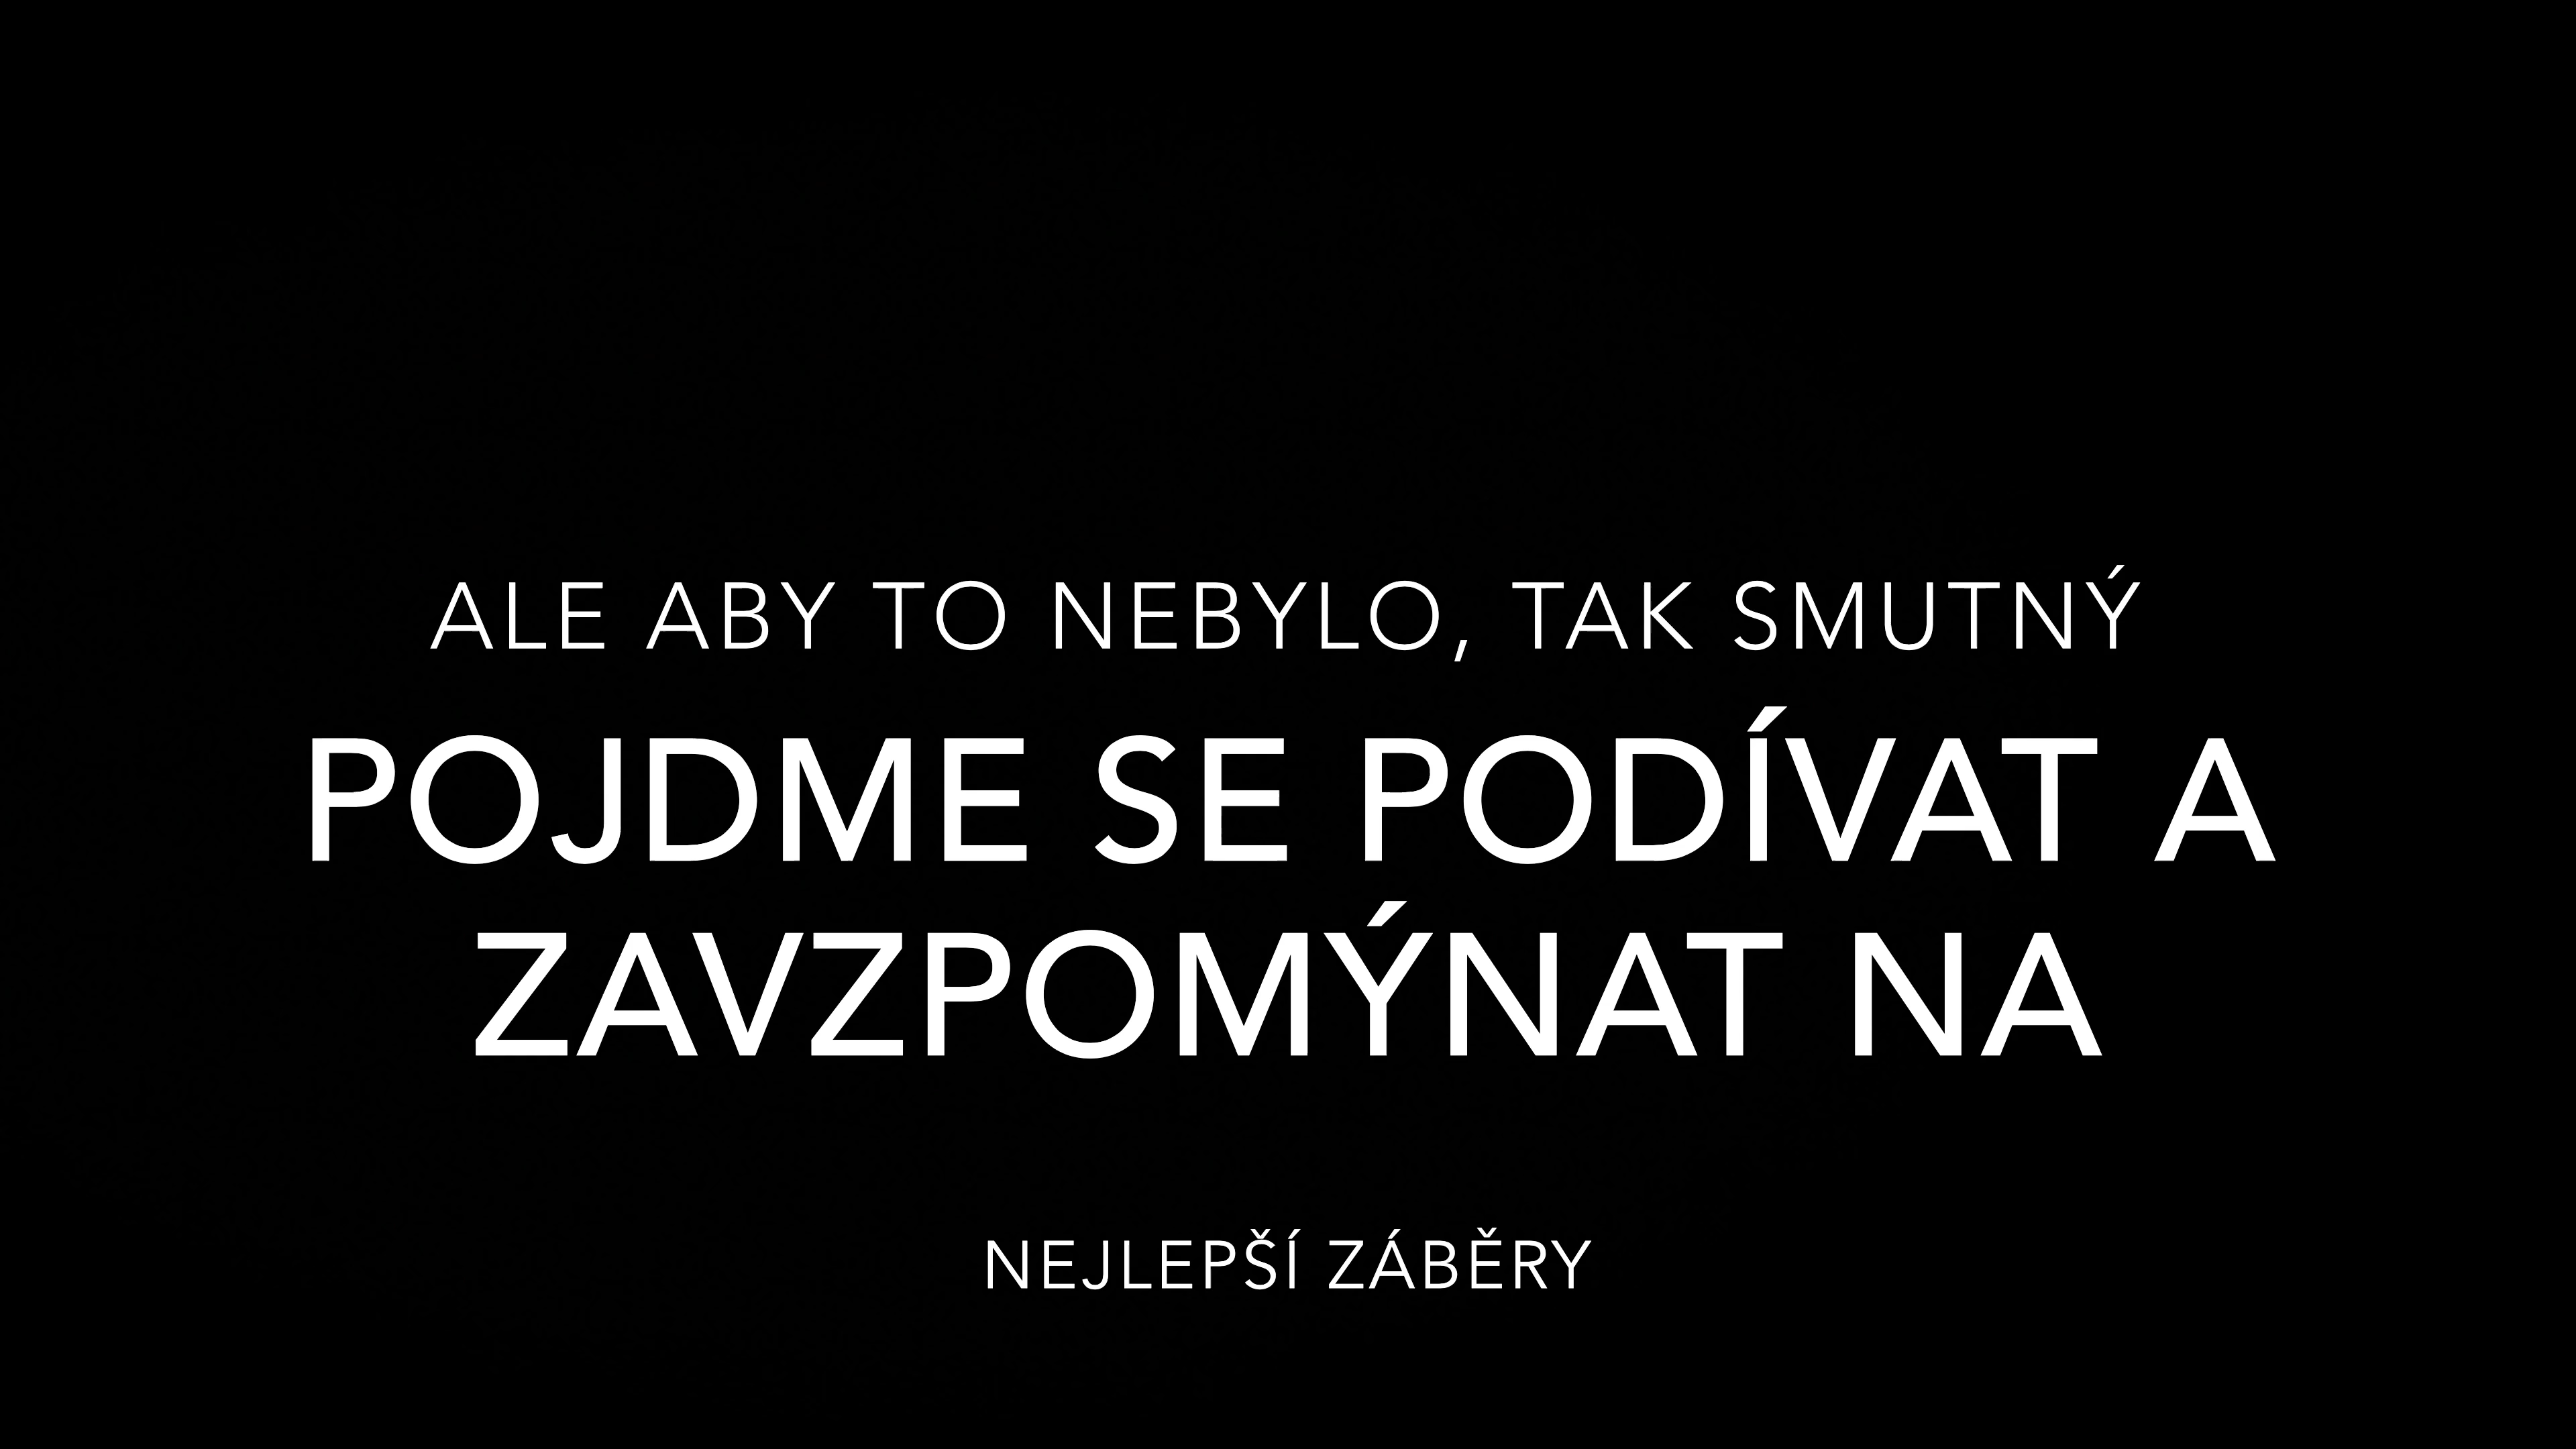 ALE ABY TO NEBYLO, TAK SMUTNÝ
POJDME SE PODÍVAT A
ZAVZPOMÝNAT NA
NEJLEPŠÍ ZÁBĚRY